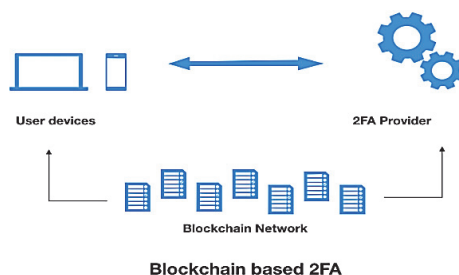 User devices
2FA Provider
Blockchain Network
Blockchain based 2FA